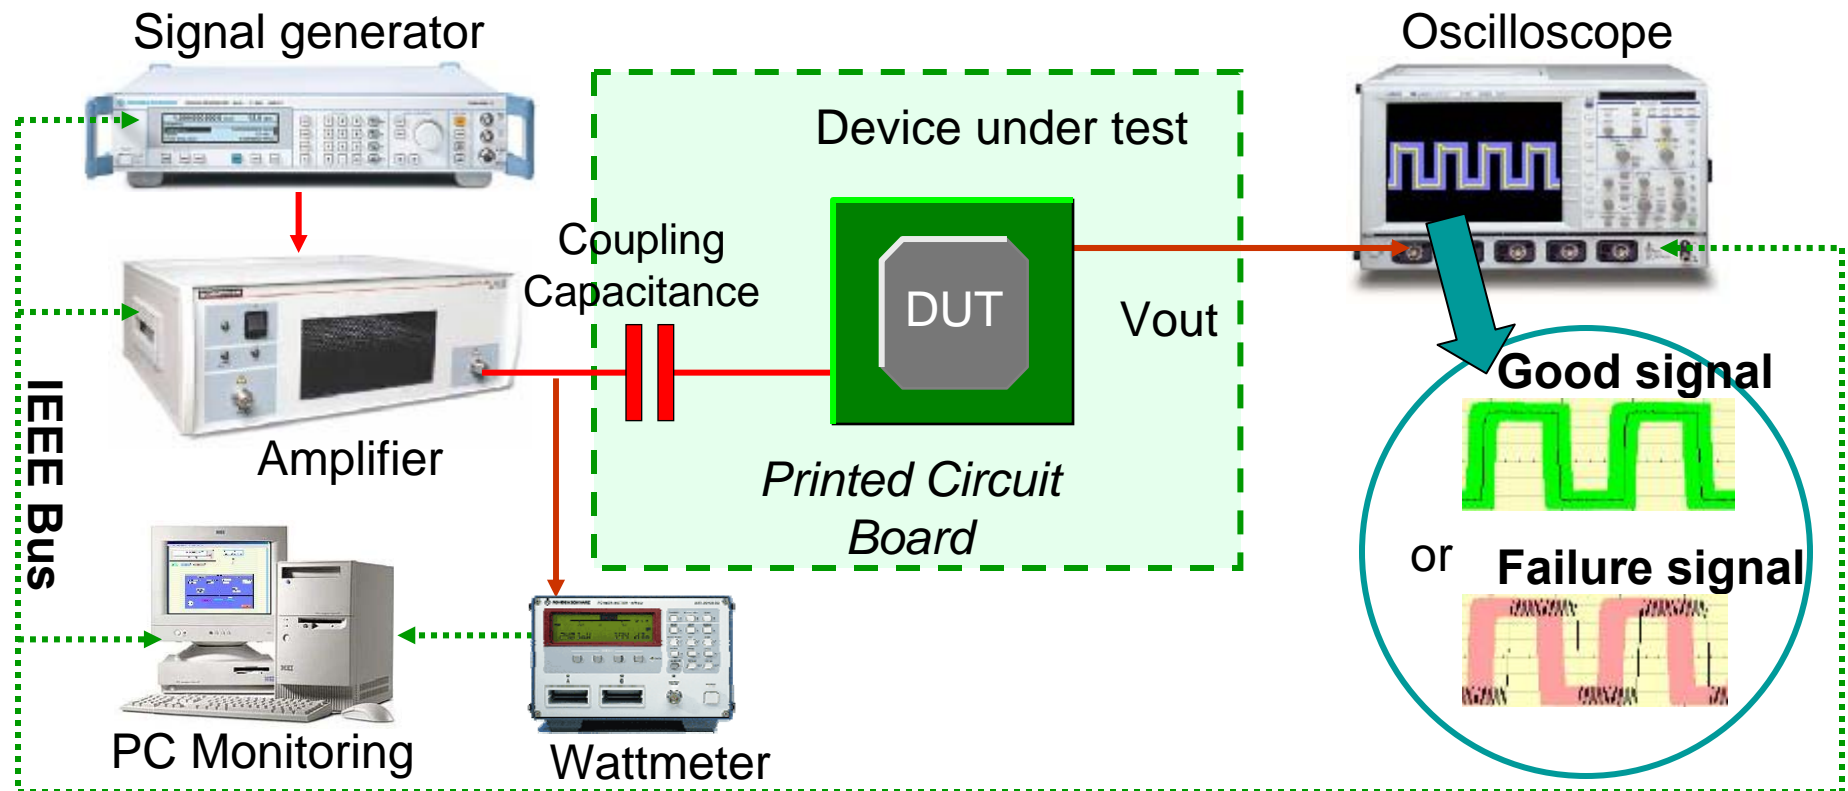 Signal generator
Oscilloscope
Device under test
Coupling
Capacitance
DUT
Vout
Amplifier
Printed Circuit
Board
IEEE Bus
Good signal
or
Failure signal
PC Monitoring
Wattmeter